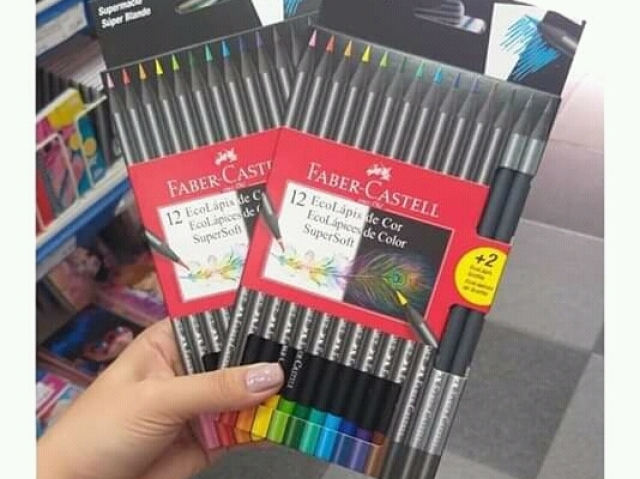 Supermacio
Súper Blando
FABER-CASTELL
12 EcoLápis de Cor
EcoLápices de Color
SuperSoft
FABER-CASTELL
12 EcoLápis de Cor
EcoLápices de Color
SuperSoft
+2